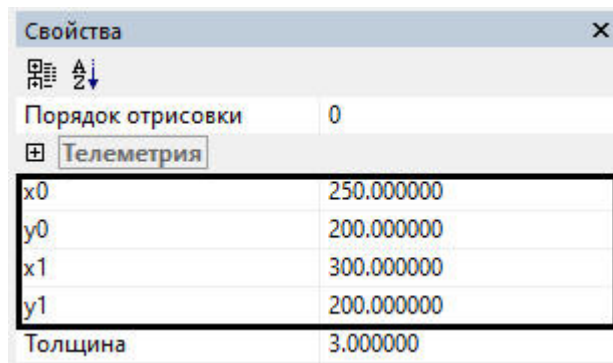 Свойства
Порядок отрисовки 0
Телеметрия
x0 250.000000
y0 200.000000
x1 300.000000
y1 200.000000
Толщина 3.000000